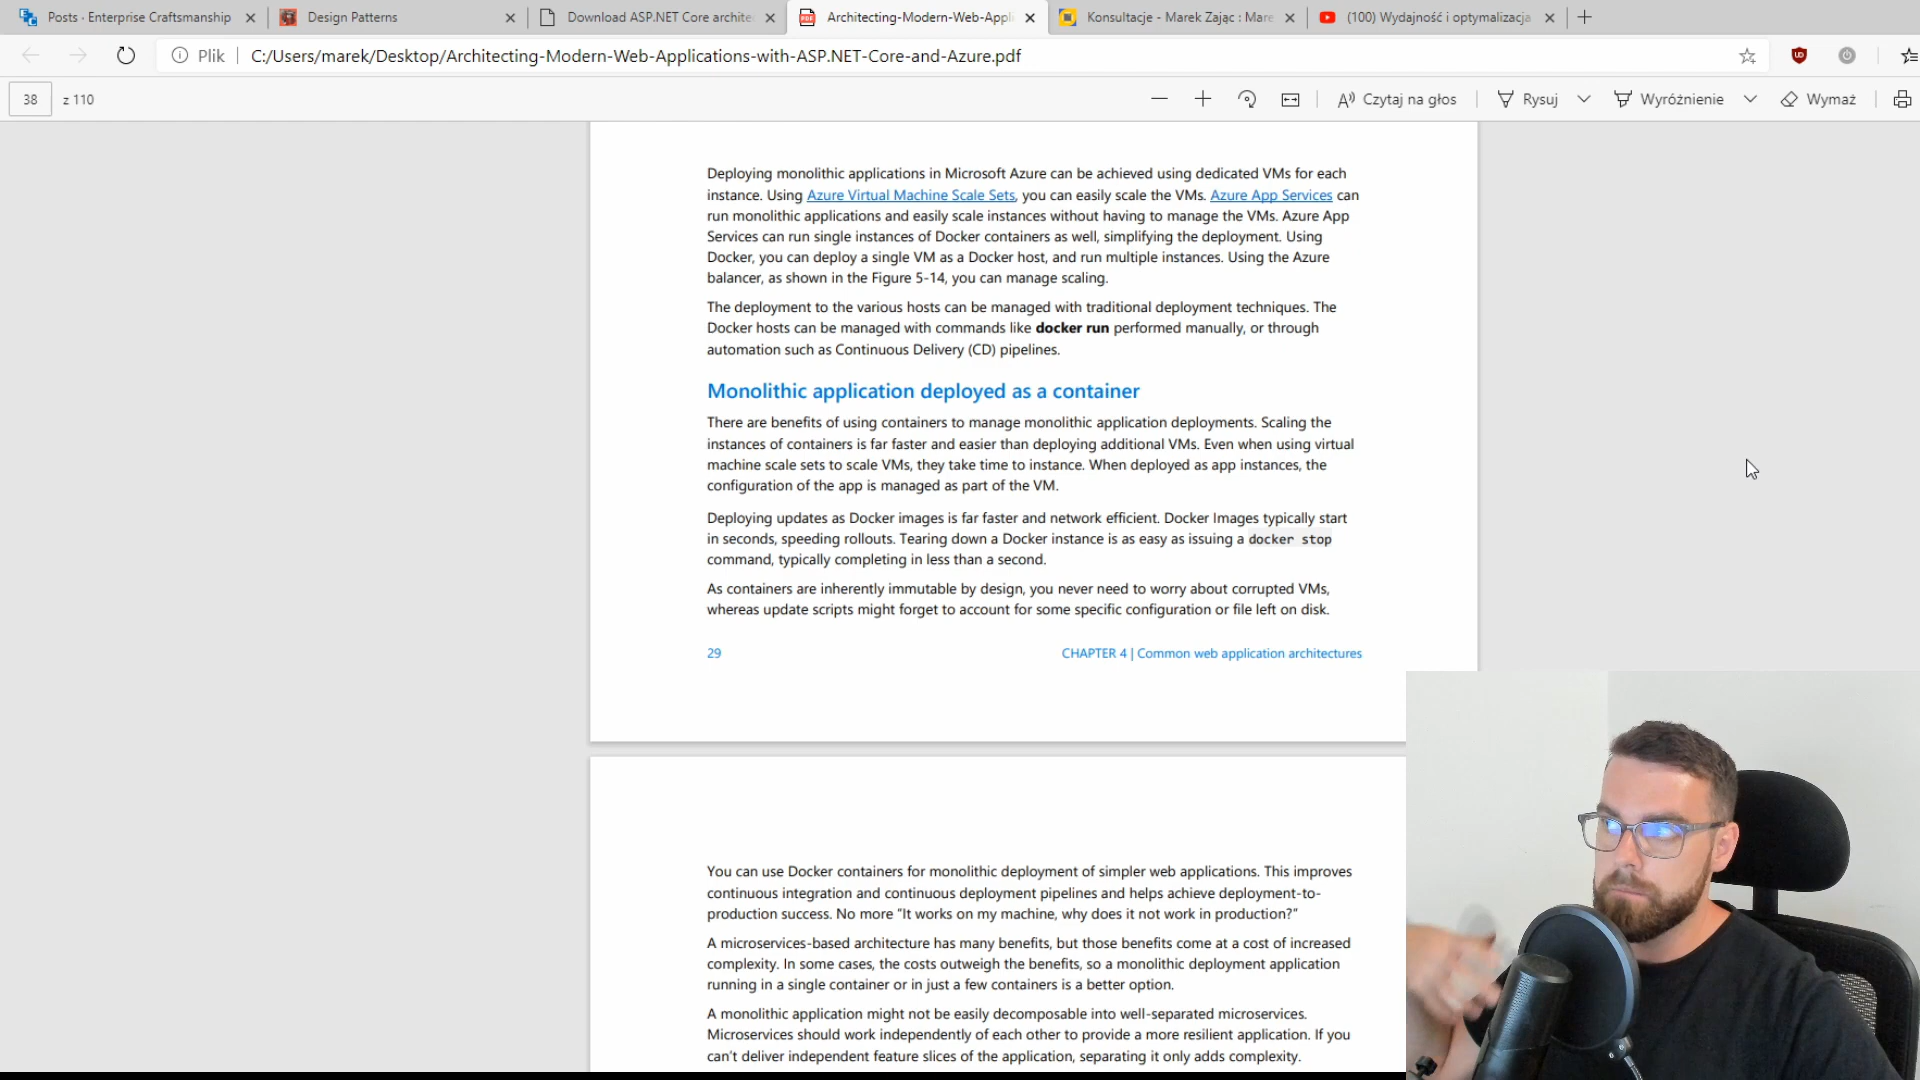 Posts · Enterprise Craftsmanship
Design Patterns
Download ASP.NET Core archite
Architecting-Modern-Web-Appli
Konsultacje - Marek Zając : Mare
(100) Wydajność i optymalizacja
Plik
C:/Users/marek/Desktop/Architecting-Modern-Web-Applications-with-ASP.NET-Core-and-Azure.pdf
38 z 110
Czytaj na głos
Rysuj
Wyróżnienie
Wymaż
Deploying monolithic applications in Microsoft Azure can be achieved using dedicated VMs for each
instance. Using Azure Virtual Machine Scale Sets, you can easily scale the VMs. Azure App Services can
run monolithic applications and easily scale instances without having to manage the VMs. Azure App
Services can run single instances of Docker containers as well, simplifying the deployment. Using
Docker, you can deploy a single VM as a Docker host, and run multiple instances. Using the Azure
balancer, as shown in the Figure 5-14, you can manage scaling.
The deployment to the various hosts can be managed with traditional deployment techniques. The
Docker hosts can be managed with commands like docker run performed manually, or through
automation such as Continuous Delivery (CD) pipelines.
Monolithic application deployed as a container
There are benefits of using containers to manage monolithic application deployments. Scaling the
instances of containers is far faster and easier than deploying additional VMs. Even when using virtual
machine scale sets to scale VMs, they take time to instance. When deployed as app instances, the
configuration of the app is managed as part of the VM.
Deploying updates as Docker images is far faster and network efficient. Docker Images typically start
in seconds, speeding rollouts. Tearing down a Docker instance is as easy as issuing a docker stop
command, typically completing in less than a second.
As containers are inherently immutable by design, you never need to worry about corrupted VMs,
whereas update scripts might forget to account for some specific configuration or file left on disk.
29
CHAPTER 4 | Common web application architectures
You can use Docker containers for monolithic deployment of simpler web applications. This improves
continuous integration and continuous deployment pipelines and helps achieve deployment-to-
production success. No more “It works on my machine, why does it not work in production?”
A microservices-based architecture has many benefits, but those benefits come at a cost of increased
complexity. In some cases, the costs outweigh the benefits, so a monolithic deployment application
running in a single container or in just a few containers is a better option.
A monolithic application might not be easily decomposable into well-separated microservices.
Microservices should work independently of each other to provide a more resilient application. If you
can't deliver independent feature slices of the application, separating it only adds complexity.